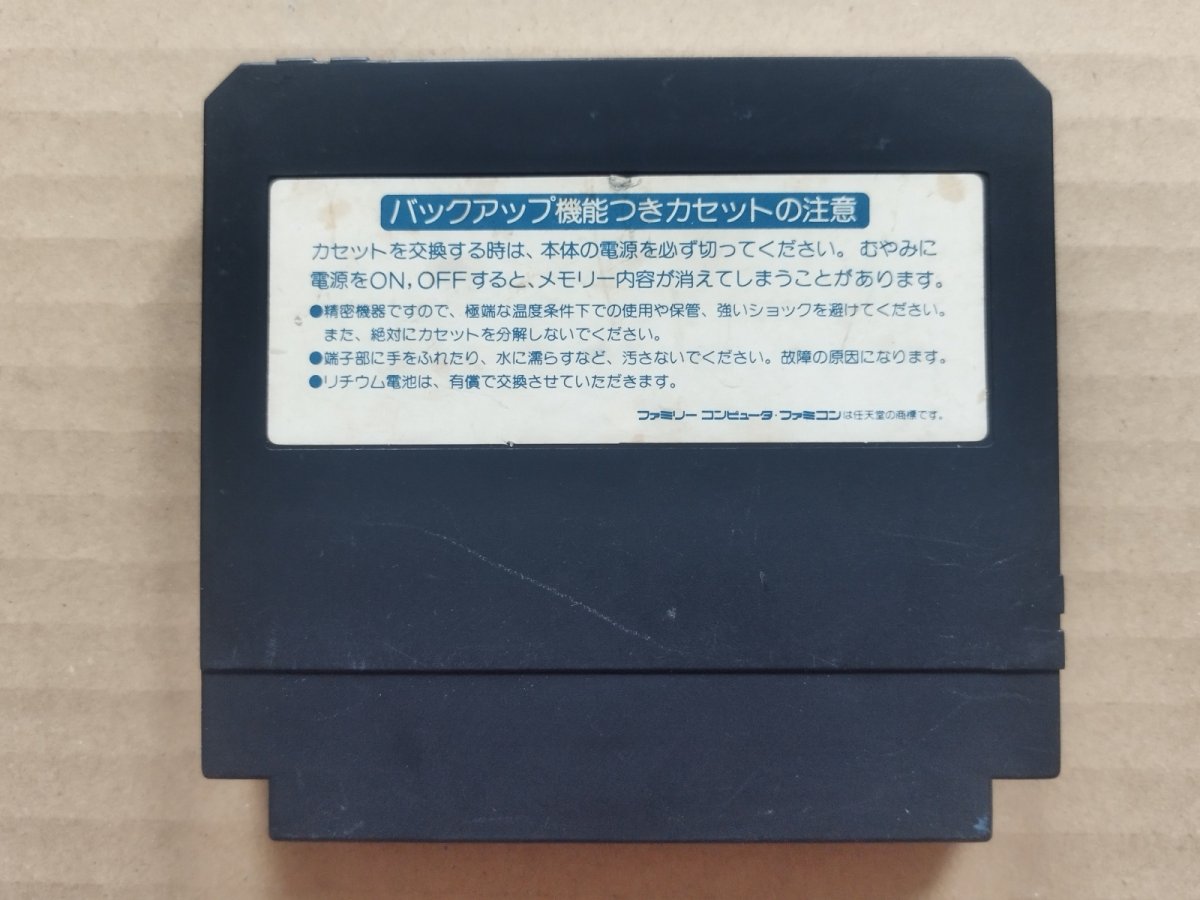 バックアップ機能つきカセットの注意
カセットを交換する時は、本体の電源を必ず切ってください。むやみに
電源をON, OFFすると、メモリー内容が消えてしまうことがあります。
●精密機器ですので、極端な温度条件下での使用や保管、強いショックを避けてください。
また、絶対にカセットを分解しないでください。
●端子部に手をふれたり、水に濡らすなど、汚さないでください。故障の原因になります。
●リチウム電池は、有償で交換させていただきます。
ファミリー コンピュータ・ファミコンは任天堂の商標です。